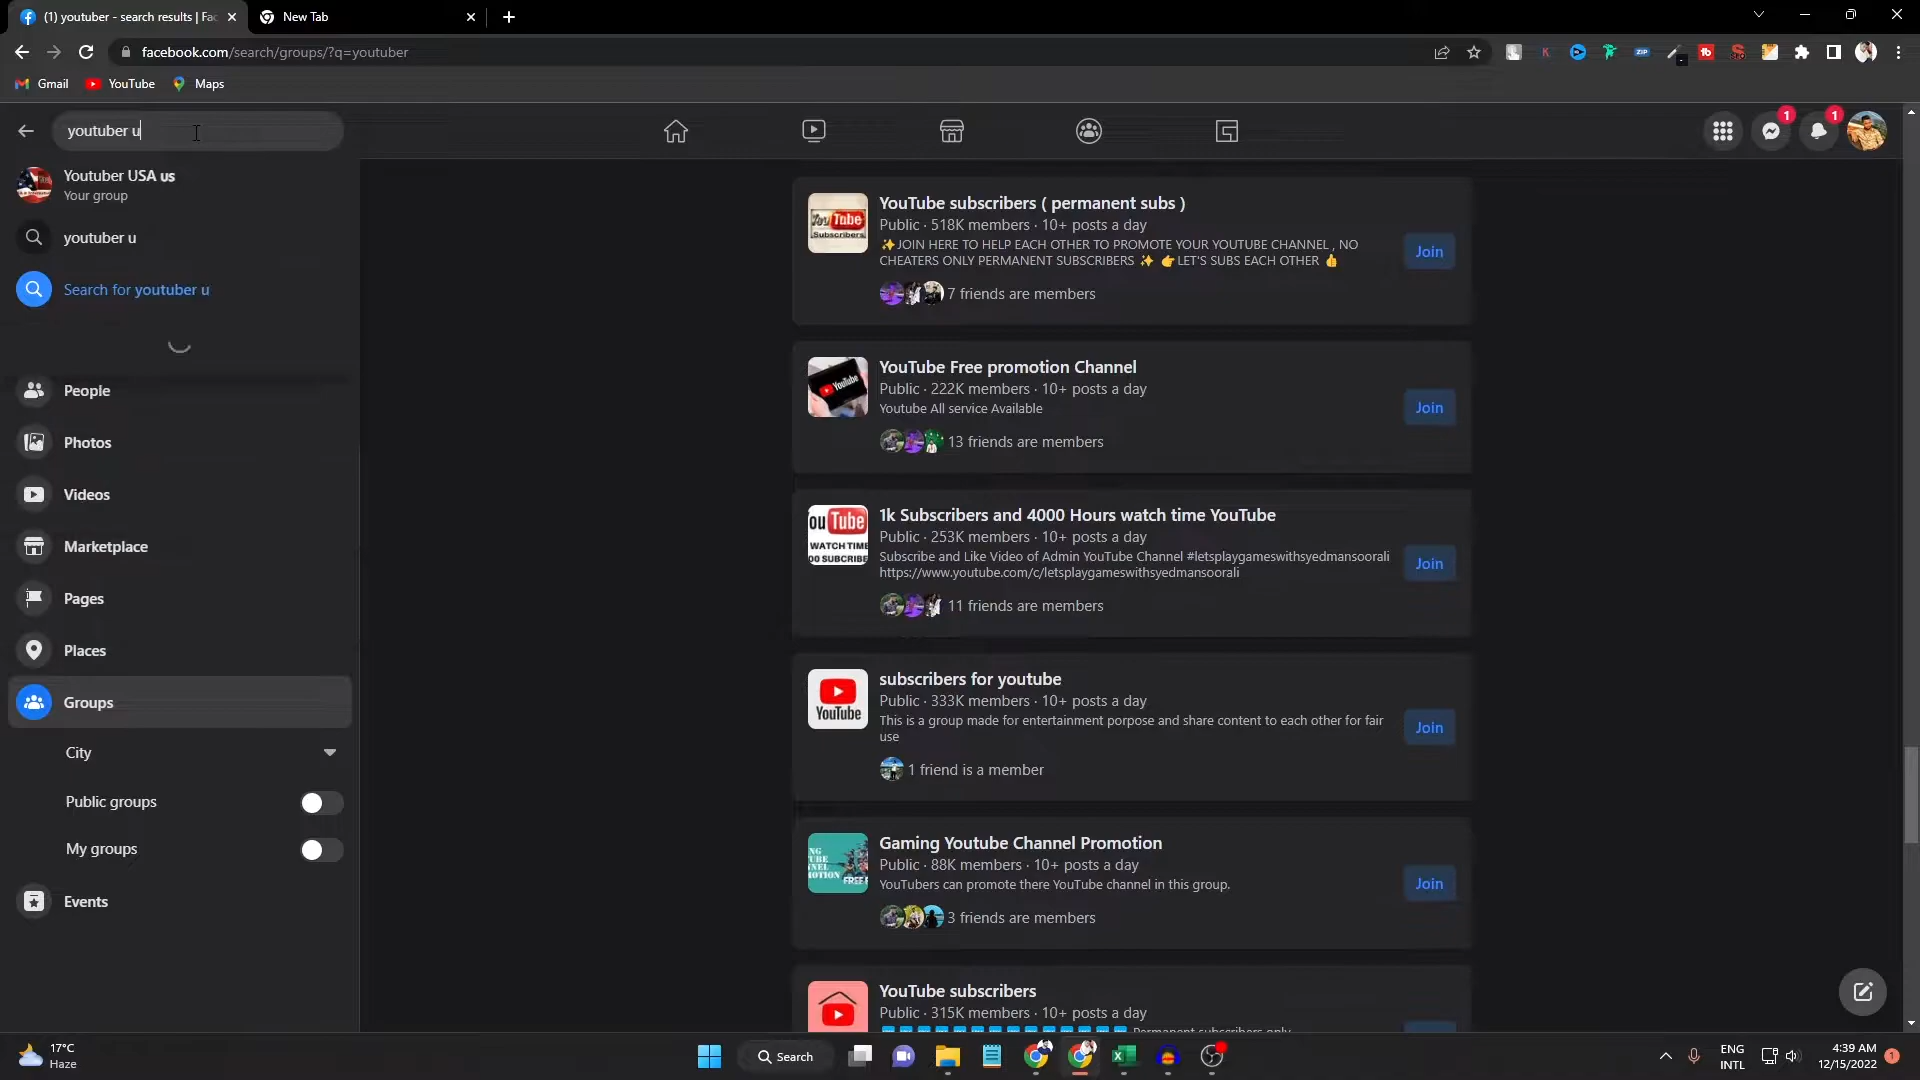 (1) youtuber - search results | Fac
New Tab
facebook.com/search/groups/?q=youtuber
Gmail
YouTube
Maps
youtuber u
1
1
Youtuber USA us
Your group
youtuber u
Search for youtuber u
People
Photos
Videos
Marketplace
Pages
Places
Groups
City
Public groups
My groups
Events
YouTube subscribers ( permanent subs )
Public · 518K members · 10+ posts a day
✨JOIN HERE TO HELP EACH OTHER TO PROMOTE YOUR YOUTUBE CHANNEL , NO
CHEATERS ONLY PERMANENT SUBSCRIBERS ✨ 👉LET'S SUBS EACH OTHER 👍
7 friends are members
Join
YouTube Free promotion Channel
Public · 222K members · 10+ posts a day
Youtube All service Available
13 friends are members
Join
1k Subscribers and 4000 Hours watch time YouTube
Public · 253K members · 10+ posts a day
Subscribe and Like Video of Admin YouTube Channel #letsplaygameswithsyedmansoorali
https://www.youtube.com/c/letsplaygameswithsyedmansoorali
11 friends are members
Join
YouTube
subscribers for youtube
Public · 333K members · 10+ posts a day
This is a group made for entertainment porpose and share content to each other for fair
use
1 friend is a member
Join
Gaming Youtube Channel Promotion
Public · 88K members · 10+ posts a day
YouTubers can promote there YouTube channel in this group.
3 friends are members
Join
YouTube subscribers
Public · 315K members · 10+ posts a day
Permanent subscribers only
17°C
Haze
Search
ENG
INTL
4:39 AM
12/15/2022
1